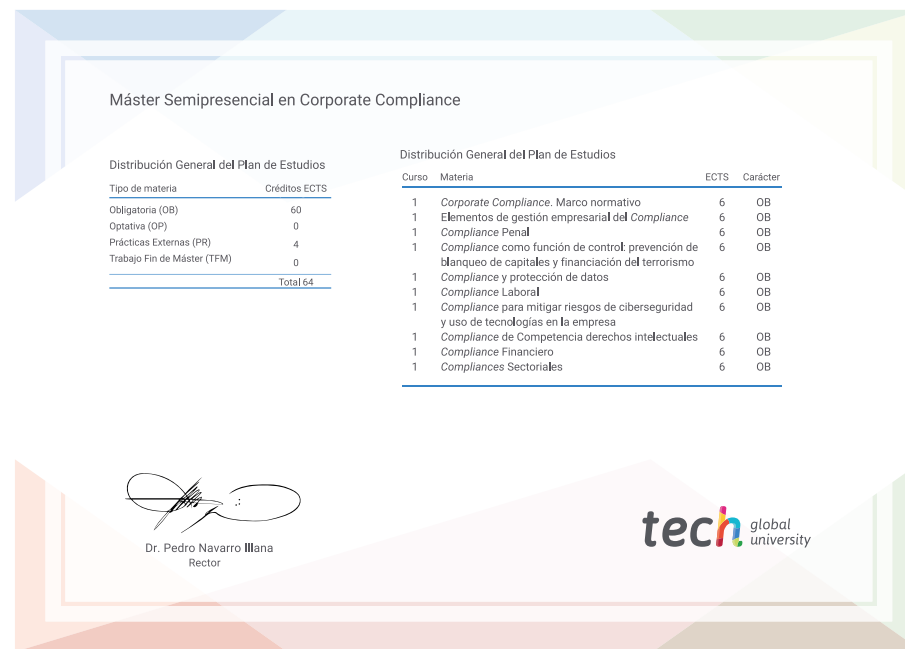 Máster Semipresencial en Corporate Compliance
Distribución General del Plan de Estudios
Tipo de materia Créditos ECTS
Obligatoria (OB) 60
Optativa (OP) 0
Prácticas Externas (PR) 4
Trabajo Fin de Máster (TFM) 0
Total 64
Distribución General del Plan de Estudios
Curso Materia ECTS Carácter
1 Corporate Compliance. Marco normativo 6 OB
1 Elementos de gestión empresarial del Compliance 6 OB
1 Compliance Penal 6 OB
1 Compliance como función de control: prevención de 6 OB
blanqueo de capitales y financiación del terrorismo
1 Compliance y protección de datos 6 OB
1 Compliance Laboral 6 OB
1 Compliance para mitigar riesgos de ciberseguridad 6 OB
y uso de tecnologías en la empresa
1 Compliance de Competencia derechos intelectuales 6 OB
1 Compliance Financiero 6 OB
1 Compliances Sectoriales 6 OB
Dr. Pedro Navarro Illana
Rector
tech global
university